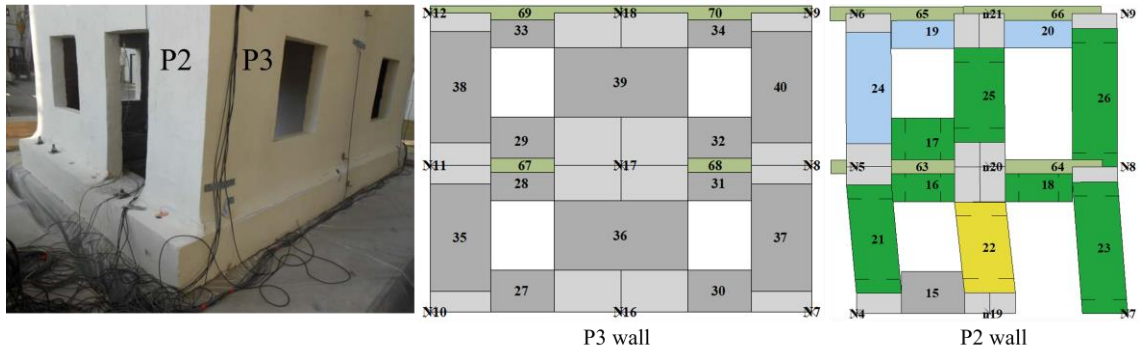 P2 P3
N12 69 N18 70 N9
33 34
38 39 40
29 32
N11 67 N17 68 N8
28 31
35 36 37
27 30
N10 N16 N7
P3 wall
N6 65 n21 66 N9
19 20
24 25 26
17
N5 63 n20 64 N8
16 18
21 22 23
15
N4 n19 N7
P2 wall